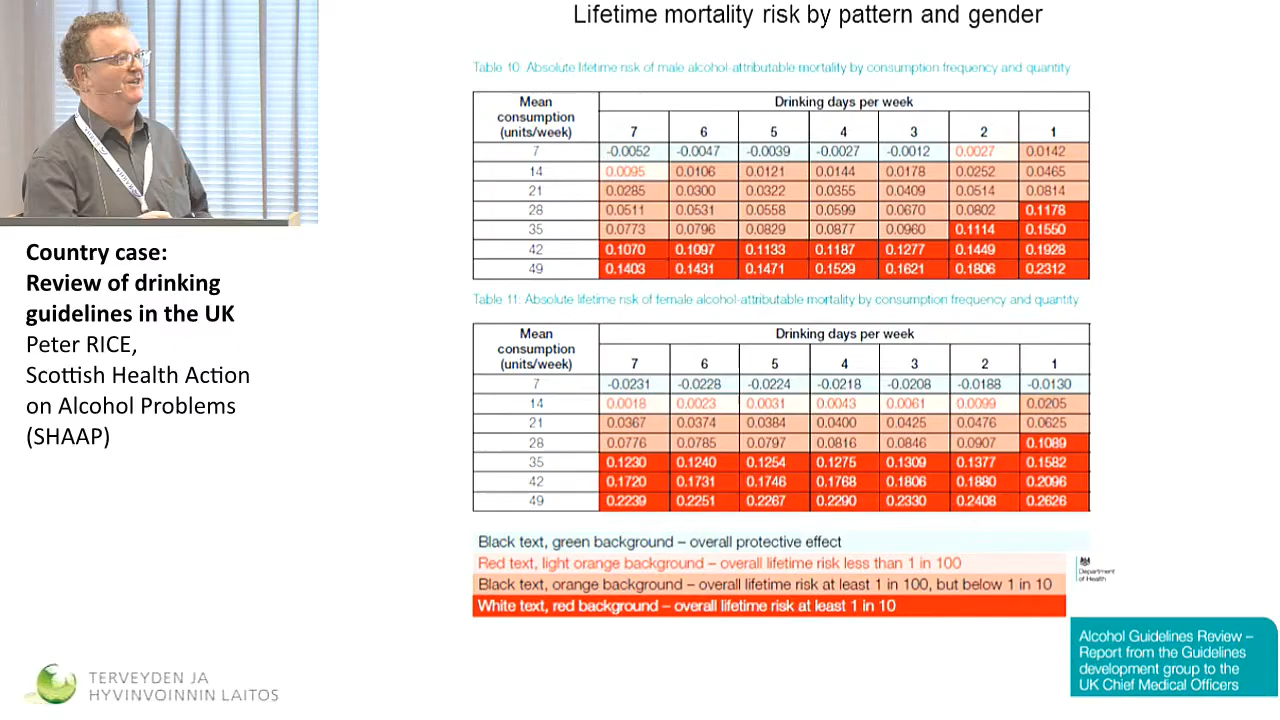 Lifetime mortality risk by pattern and gender
Table 10: Absolute lifetime risk of male alcohol-attributable mortality by consumption frequency and quantity
Mean consumption (units/week) Drinking days per week
7 6 5 4 3 2 1
7 -0.0052 -0.0047 -0.0039 -0.0027 -0.0012 0.0027 0.0142
14 0.0095 0.0106 0.0121 0.0144 0.0178 0.0252 0.0465
21 0.0285 0.0300 0.0322 0.0355 0.0409 0.0514 0.0814
28 0.0511 0.0531 0.0558 0.0599 0.0670 0.0802 0.1178
35 0.0773 0.0796 0.0829 0.0877 0.0960 0.1114 0.1550
42 0.1070 0.1097 0.1133 0.1187 0.1277 0.1449 0.1928
49 0.1403 0.1431 0.1471 0.1529 0.1621 0.1806 0.2312
Table 11: Absolute lifetime risk of female alcohol-attributable mortality by consumption frequency and quantity
Mean consumption (units/week) Drinking days per week
7 6 5 4 3 2 1
7 -0.0231 -0.0228 -0.0224 -0.0218 -0.0208 -0.0188 -0.0130
14 0.0018 0.0023 0.0031 0.0043 0.0061 0.0099 0.0205
21 0.0367 0.0374 0.0384 0.0400 0.0425 0.0476 0.0625
28 0.0776 0.0785 0.0797 0.0816 0.0846 0.0907 0.1089
35 0.1230 0.1240 0.1254 0.1275 0.1309 0.1377 0.1582
42 0.1720 0.1731 0.1746 0.1768 0.1806 0.1880 0.2096
49 0.2239 0.2251 0.2267 0.2290 0.2330 0.2408 0.2626
Black text, green background – overall protective effect
Red text, light orange background – overall lifetime risk less than 1 in 100
Black text, orange background – overall lifetime risk at least 1 in 100, but below 1 in 10
White text, red background – overall lifetime risk at least 1 in 10
Department
of Health
Alcohol Guidelines Review –
Report from the Guidelines
development group to the
UK Chief Medical Officers
Country case:
Review of drinking
guidelines in the UK
Peter RICE,
Scottish Health Action
on Alcohol Problems
(SHAAP)
TERVEYDEN JA
HYVINVOINNIN LAITOS